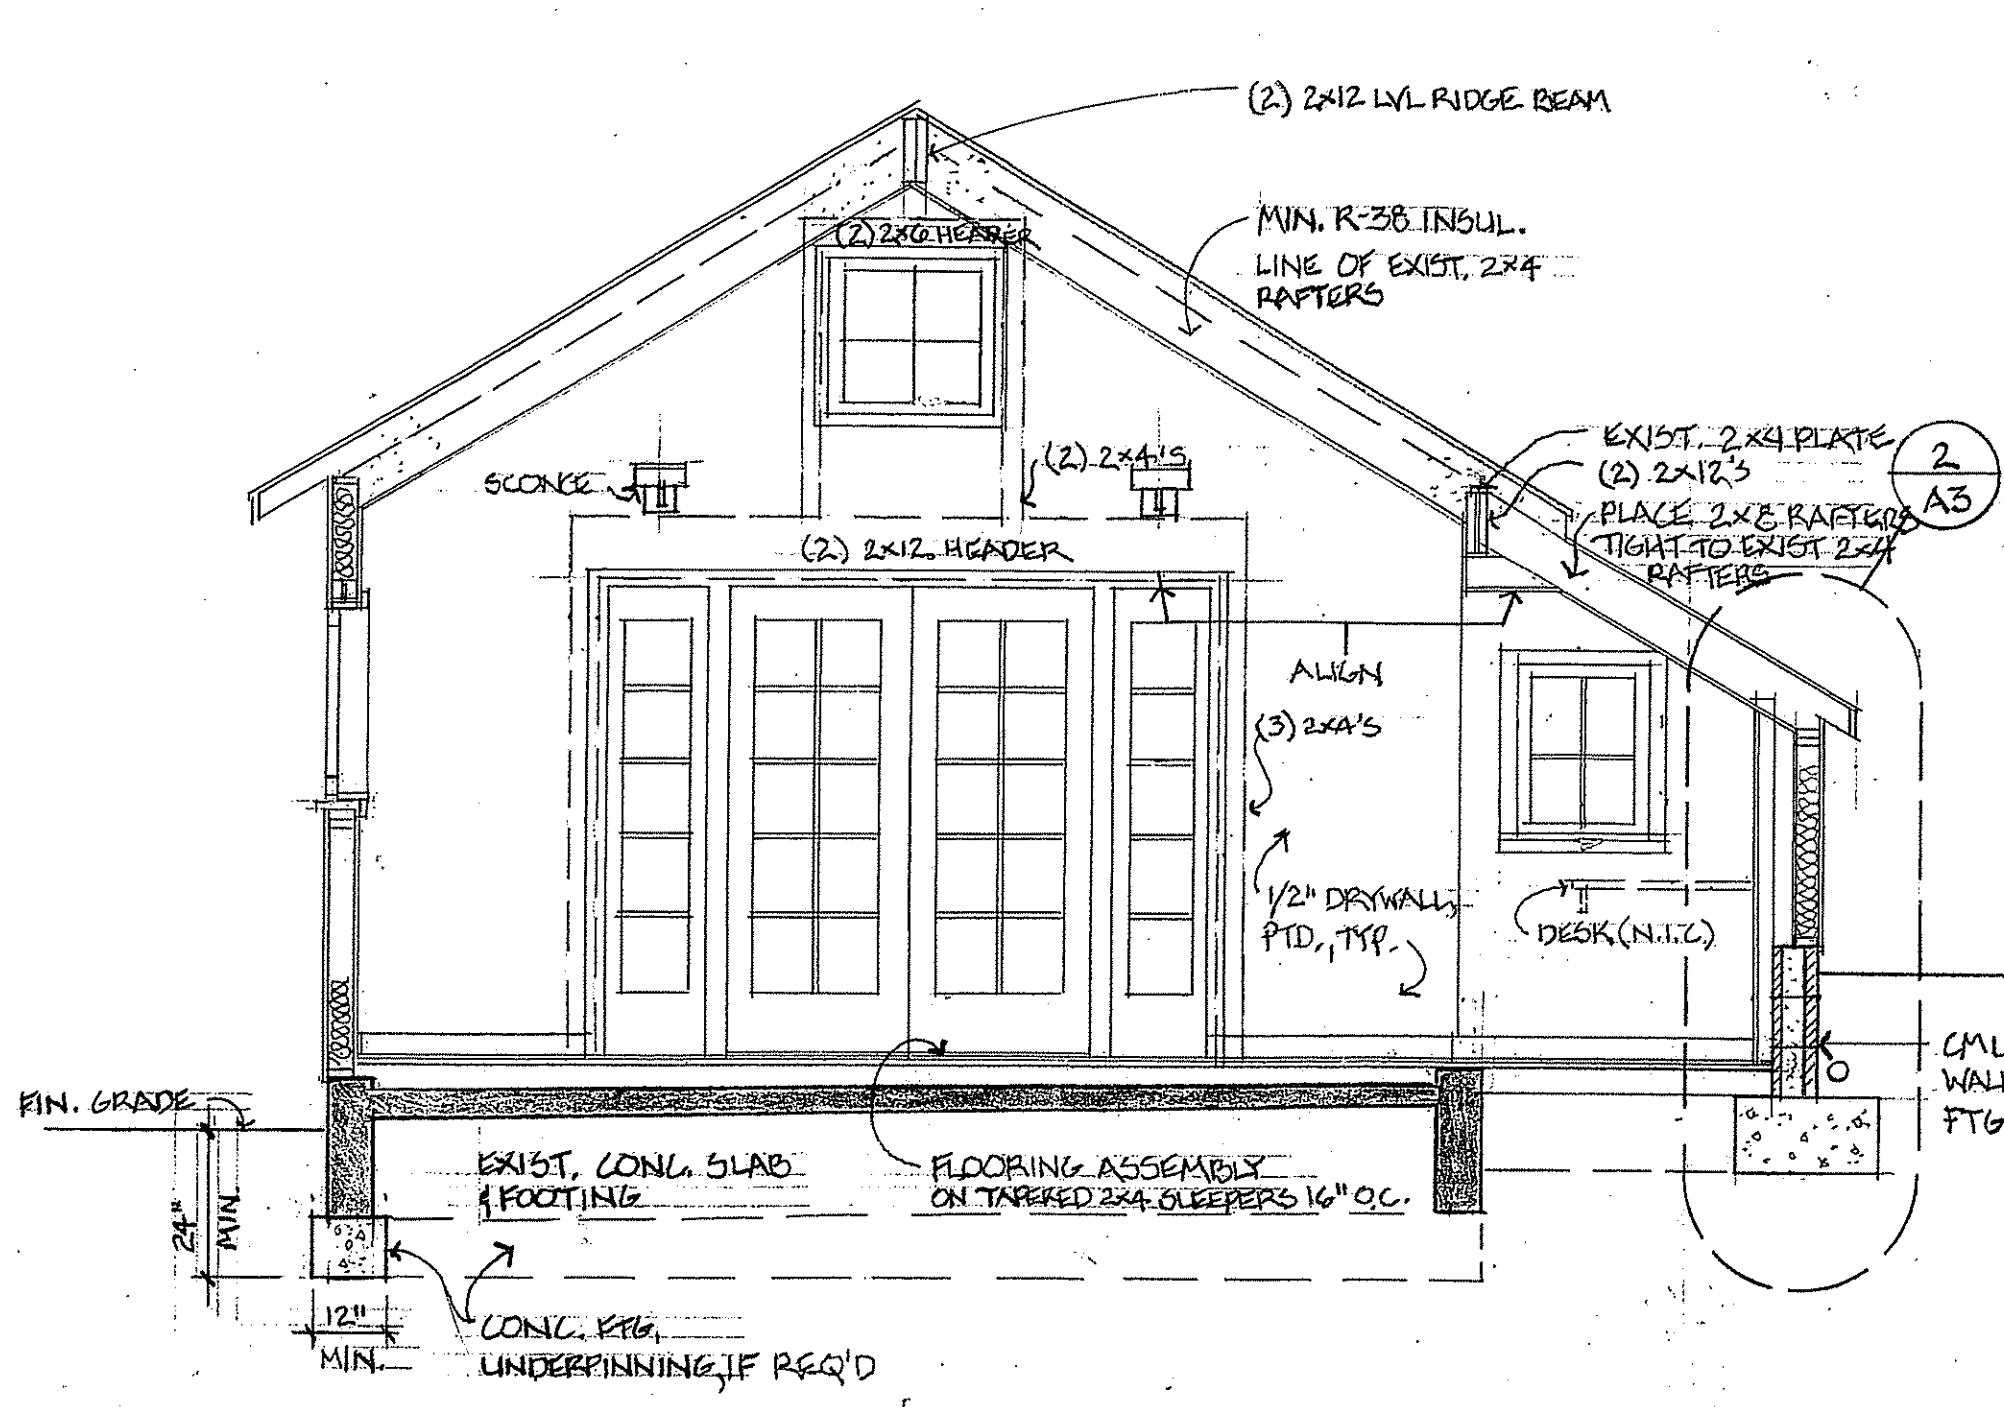 (2) 2x12 LVL RIDGE BEAM
MIN. R-38 INSUL.
LINE OF EXIST. 2x4
RAFTERS
(2) 2x6 HEADER
EXIST. 2x4 PLATE
(2) 2x12'S
PLACE 2x8 RAFTERS
TIGHT TO EXIST 2x4
RAFTERS
2
A3
SCONCE
(2) 2x4'S
(2) 2x12 HEADER
ALIGN
(3) 2x4'S
1/2" DRYWALL,
PTD., TYP.
DESK (N.I.C.)
FIN. GRADE
24"
MIN.
EXIST. CONC. SLAB
& FOOTING
FLOORING ASSEMBLY
ON TAPERED 2x4 SLEEPERS 16" O.C.
12"
MIN.
CONC. FTG.
UNDERPINNING, IF REQ'D
WALL
FTG